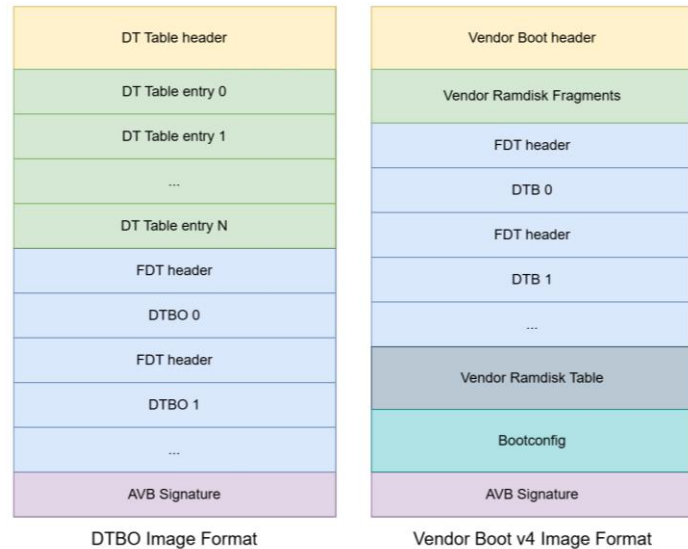 DT Table header
DT Table entry 0
DT Table entry 1
...
DT Table entry N
FDT header
DTBO 0
FDT header
DTBO 1
...
AVB Signature
DTBO Image Format
Vendor Boot header
Vendor Ramdisk Fragments
FDT header
DTB 0
FDT header
DTB 1
...
Vendor Ramdisk Table
Bootconfig
AVB Signature
Vendor Boot v4 Image Format